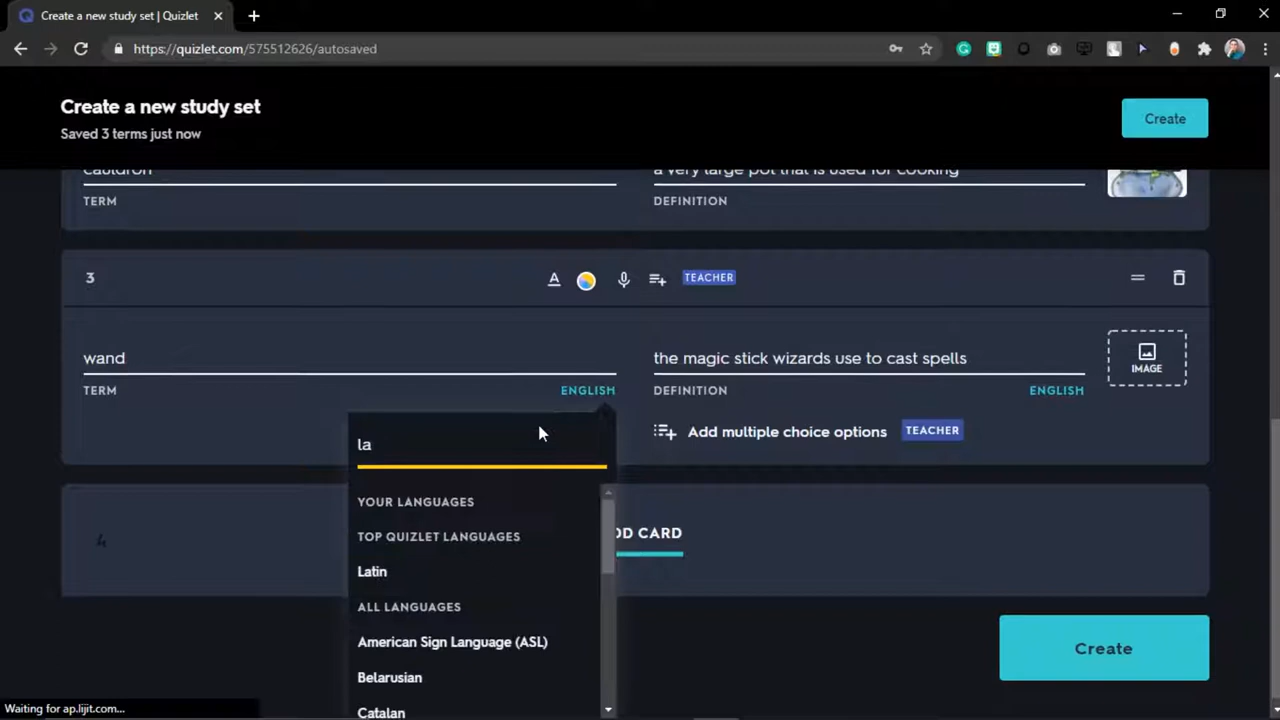 Create a new study set | Quizlet
https://quizlet.com/575512626/autosaved
Create a new study set
Saved 3 terms just now
Create
cauldron
a very large pot that is used for cooking
TERM
DEFINITION
3
A
TEACHER
wand
the magic stick wizards use to cast spells
IMAGE
TERM
ENGLISH
DEFINITION
ENGLISH
Add multiple choice options
TEACHER
la
YOUR LANGUAGES
TOP QUIZLET LANGUAGES
4
DD CARD
Latin
ALL LANGUAGES
American Sign Language (ASL)
Create
Belarusian
Catalan
Waiting for ap.lijit.com...